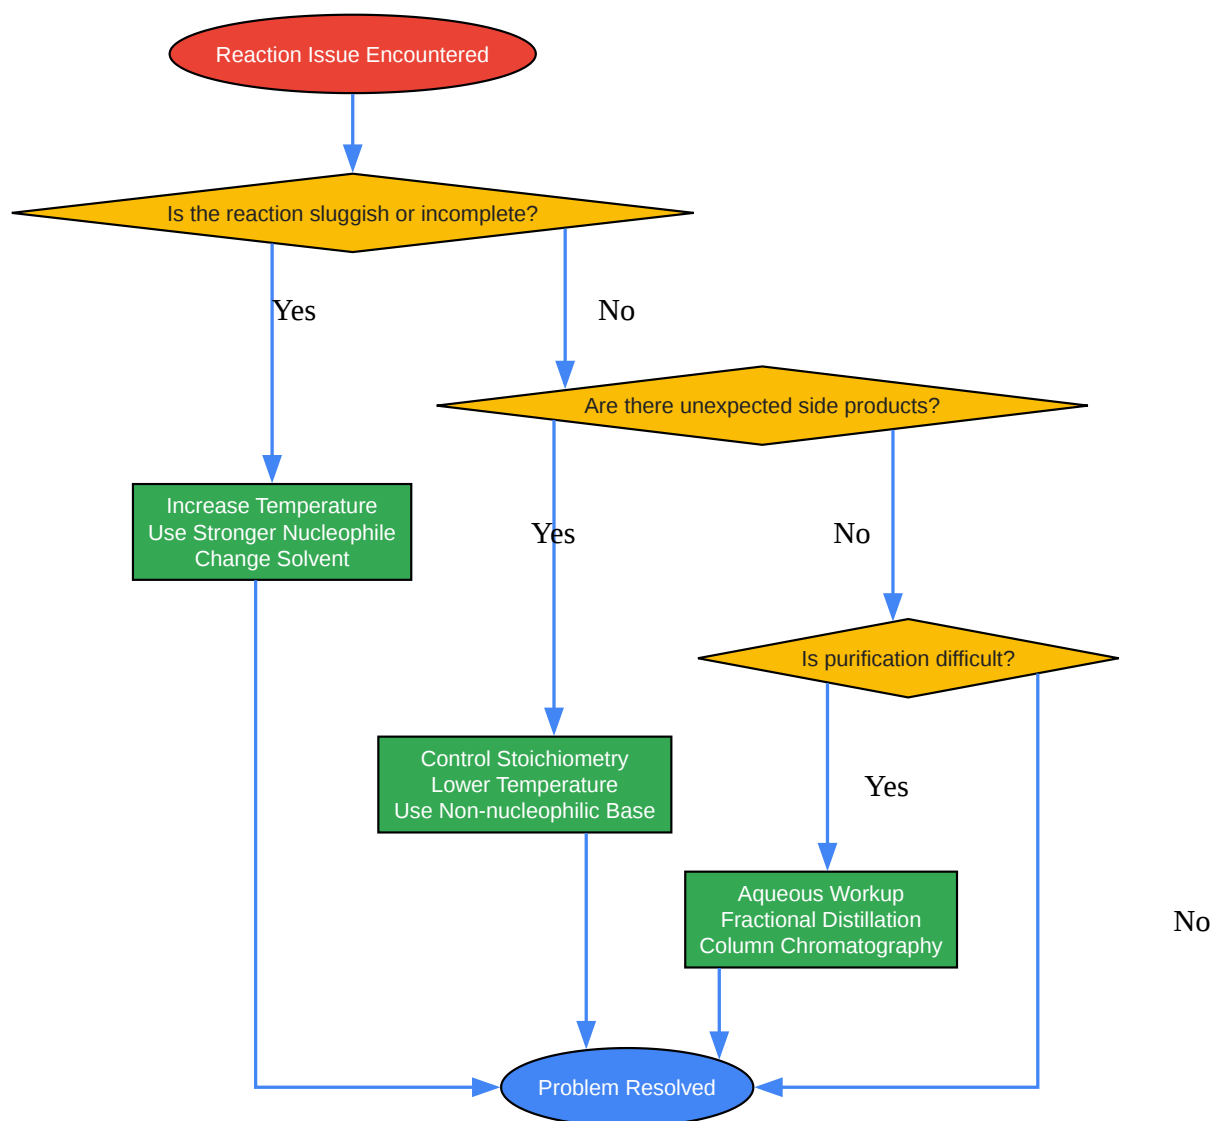 Reaction Issue Encountered
Is the reaction sluggish or incomplete?
Yes
No
Are there unexpected side products?
Increase Temperature
Use Stronger Nucleophile
Change Solvent
Yes
No
Is purification difficult?
Control Stoichiometry
Lower Temperature
Use Non-nucleophilic Base
Yes
Aqueous Workup
Fractional Distillation
Column Chromatography
No
Problem Resolved